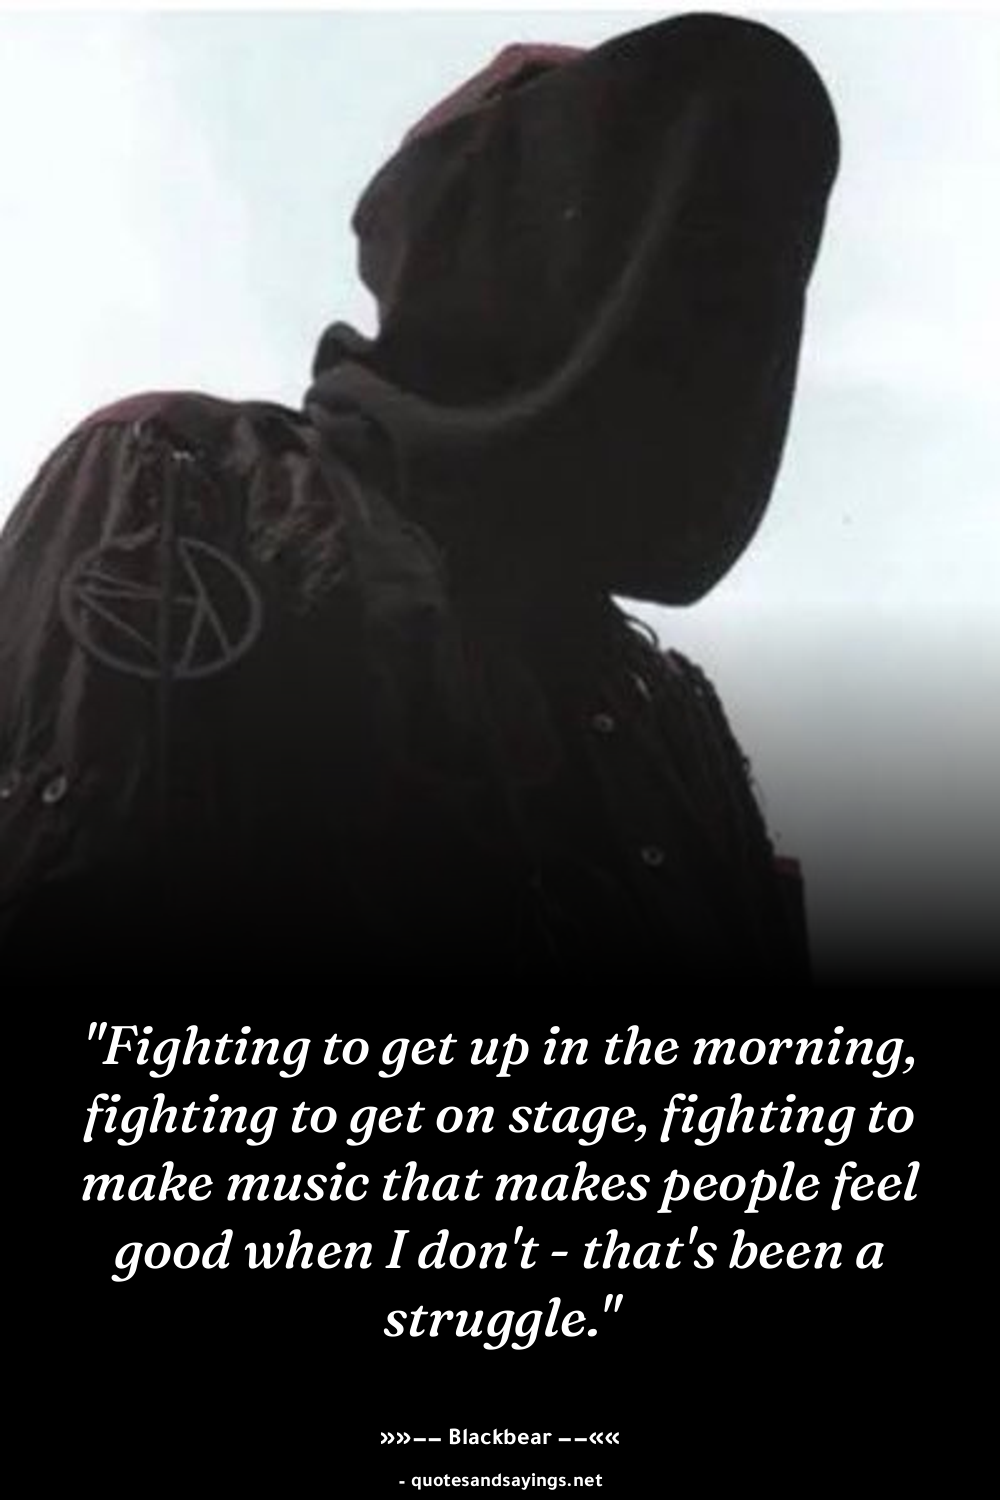 "Fighting to get up in the morning,
fighting to get on stage, fighting to
make music that makes people feel
good when I don't - that's been a
struggle."
»»–– Blackbear ––««
- quotesandsayings.net